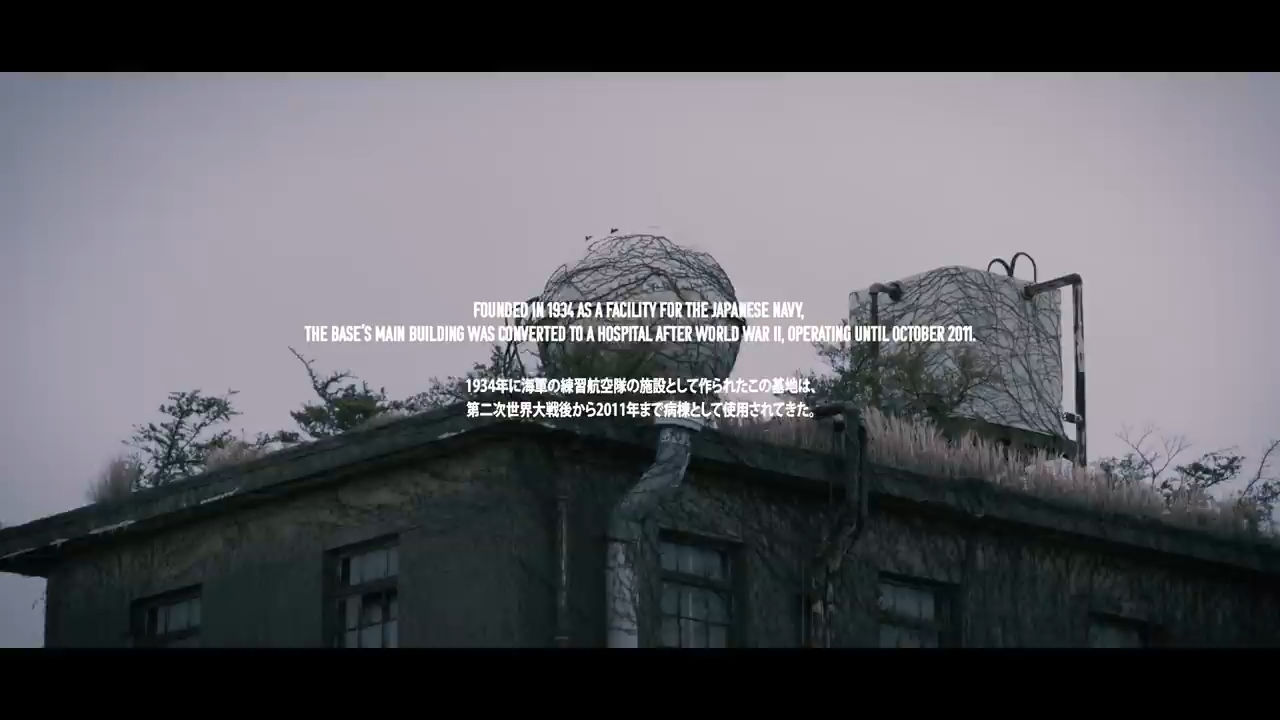 FOUNDED IN 1934 AS A FACILITY FOR THE JAPANESE NAVY,
THE BASE'S MAIN BUILDING WAS CONVERTED TO A HOSPITAL AFTER WORLD WAR II, OPERATING UNTIL OCTOBER 2011.
1934年に海軍の練習航空隊の施設として作られたこの基地は、
第二次世界大戦後から2011年まで病棟として使用されてきた。